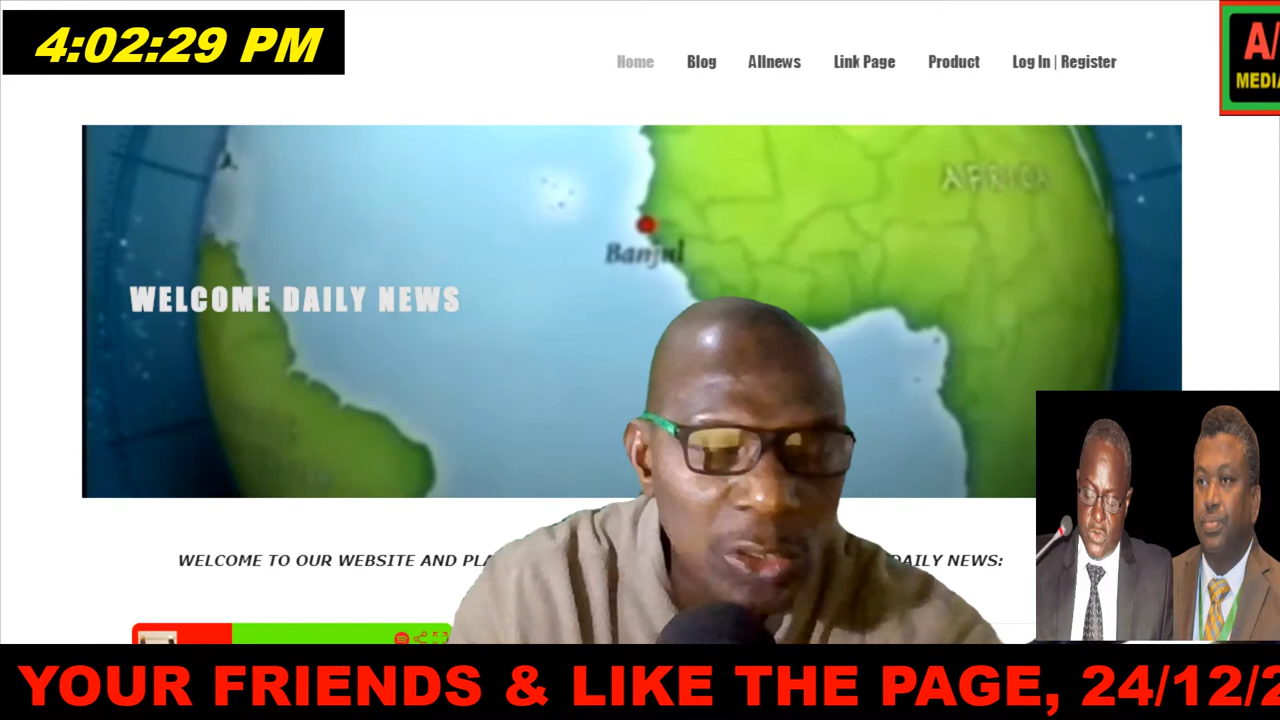 4:02:29 PM
Home Blog Allnews Link Page Product Log In | Register
A/
MEDIA
AFRICA
Banjul
WELCOME DAILY NEWS
WELCOME TO OUR WEBSITE AND PLA
DAILY NEWS:
YOUR FRIENDS & LIKE THE PAGE, 24/12/2